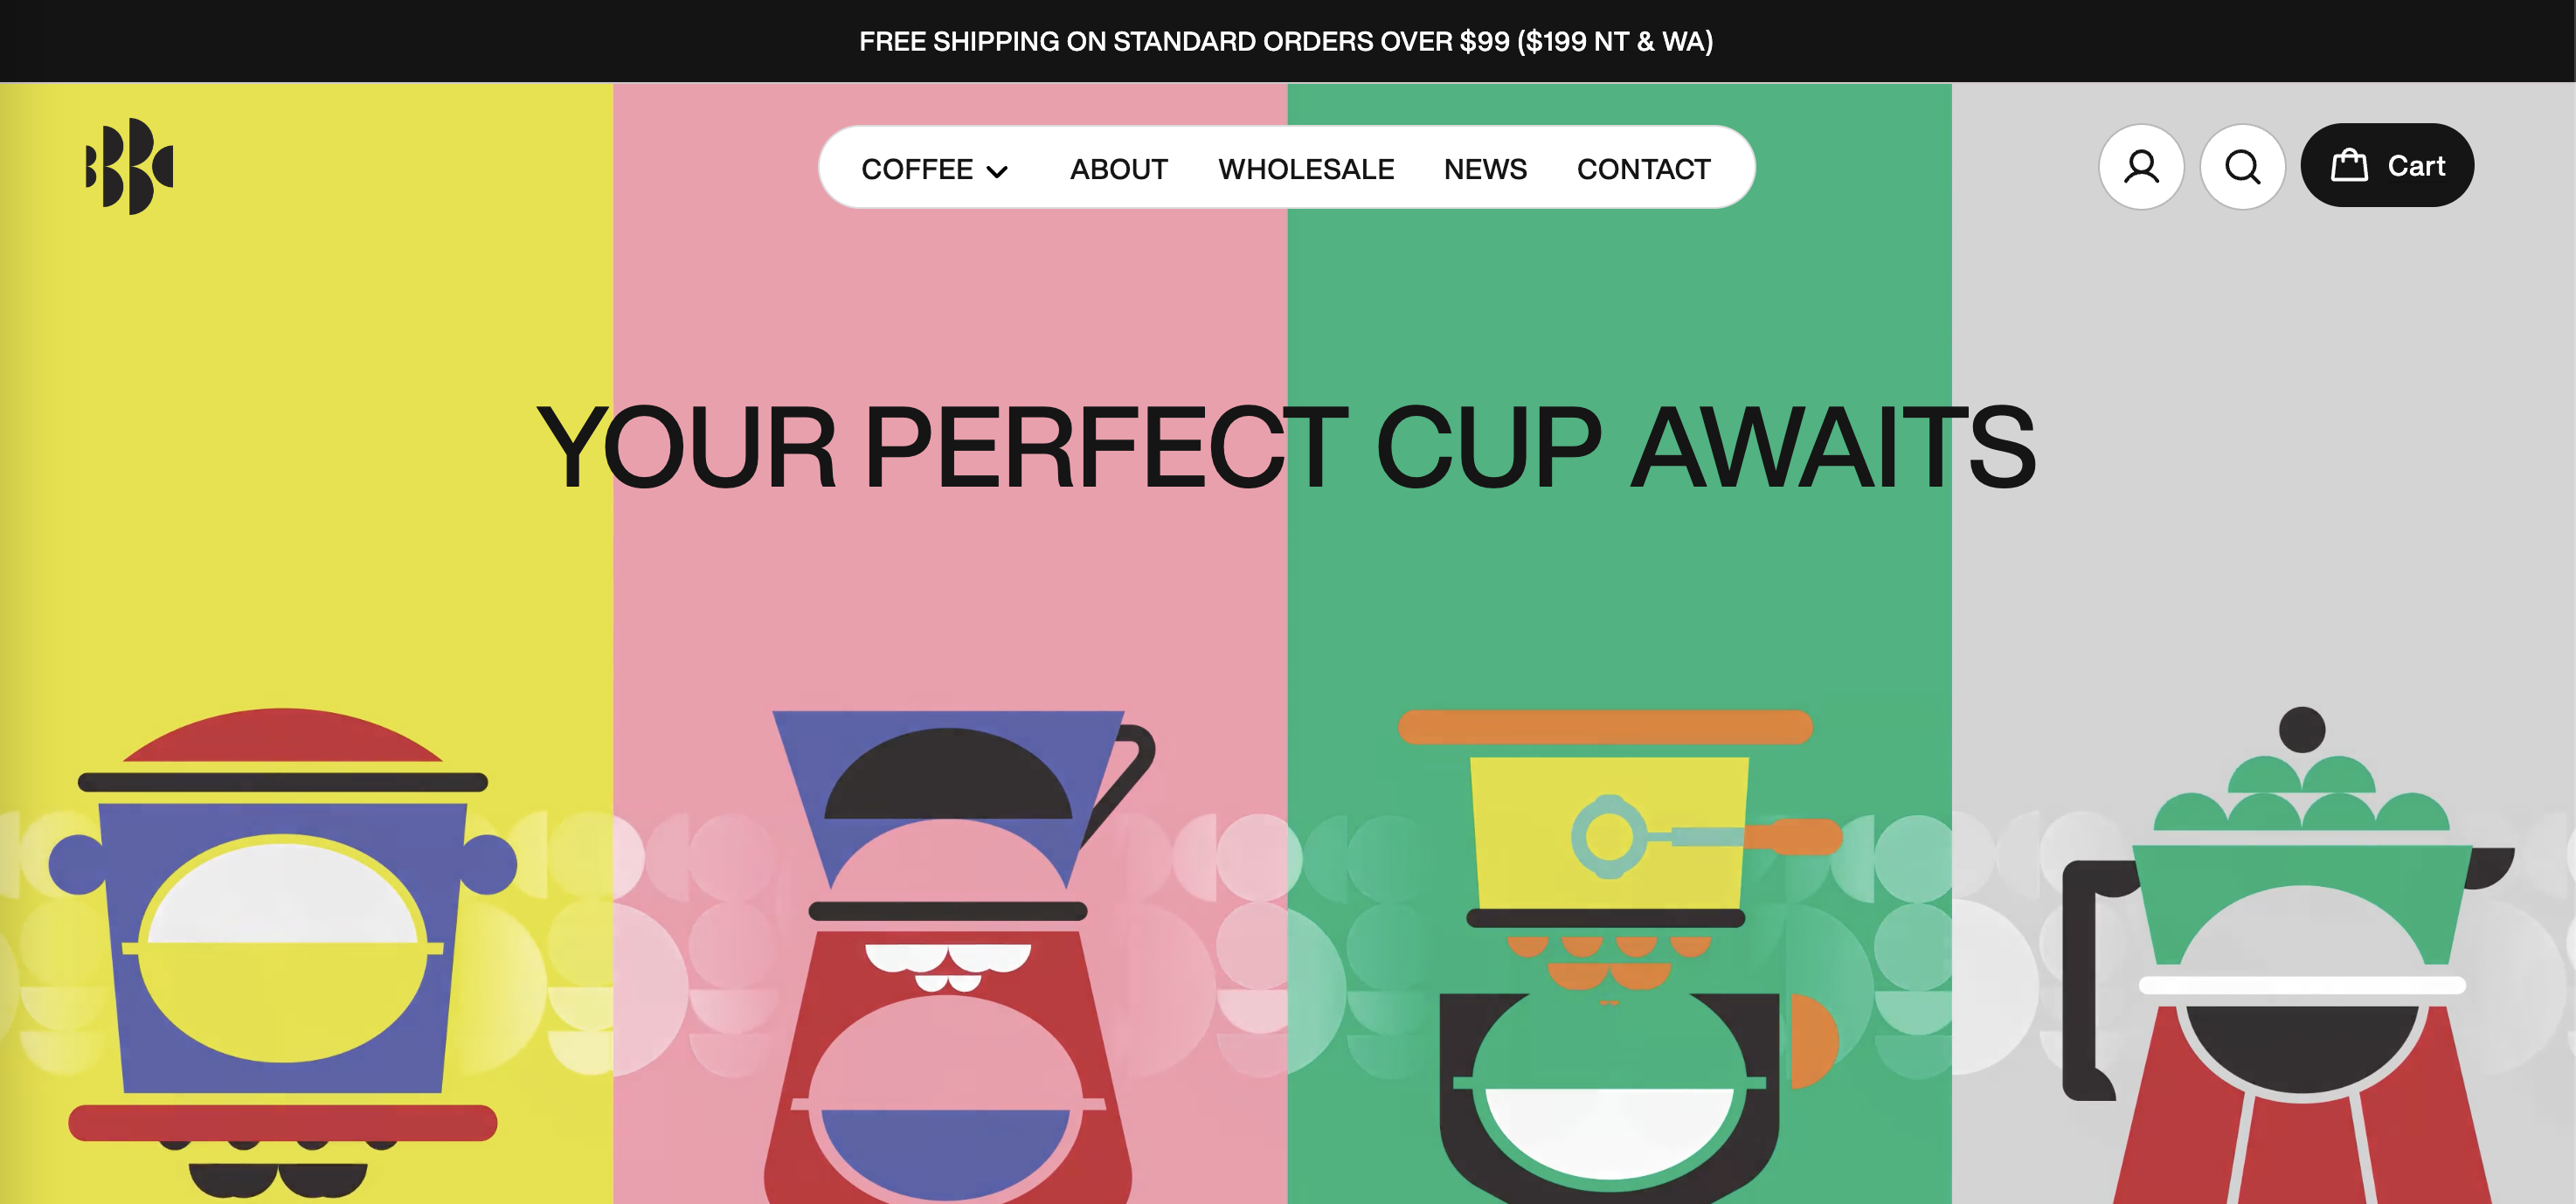 FREE SHIPPING ON STANDARD ORDERS OVER $99 ($199 NT & WA)
COFFEE ABOUT WHOLESALE NEWS CONTACT
Cart
YOUR PERFECT CUP AWAITS